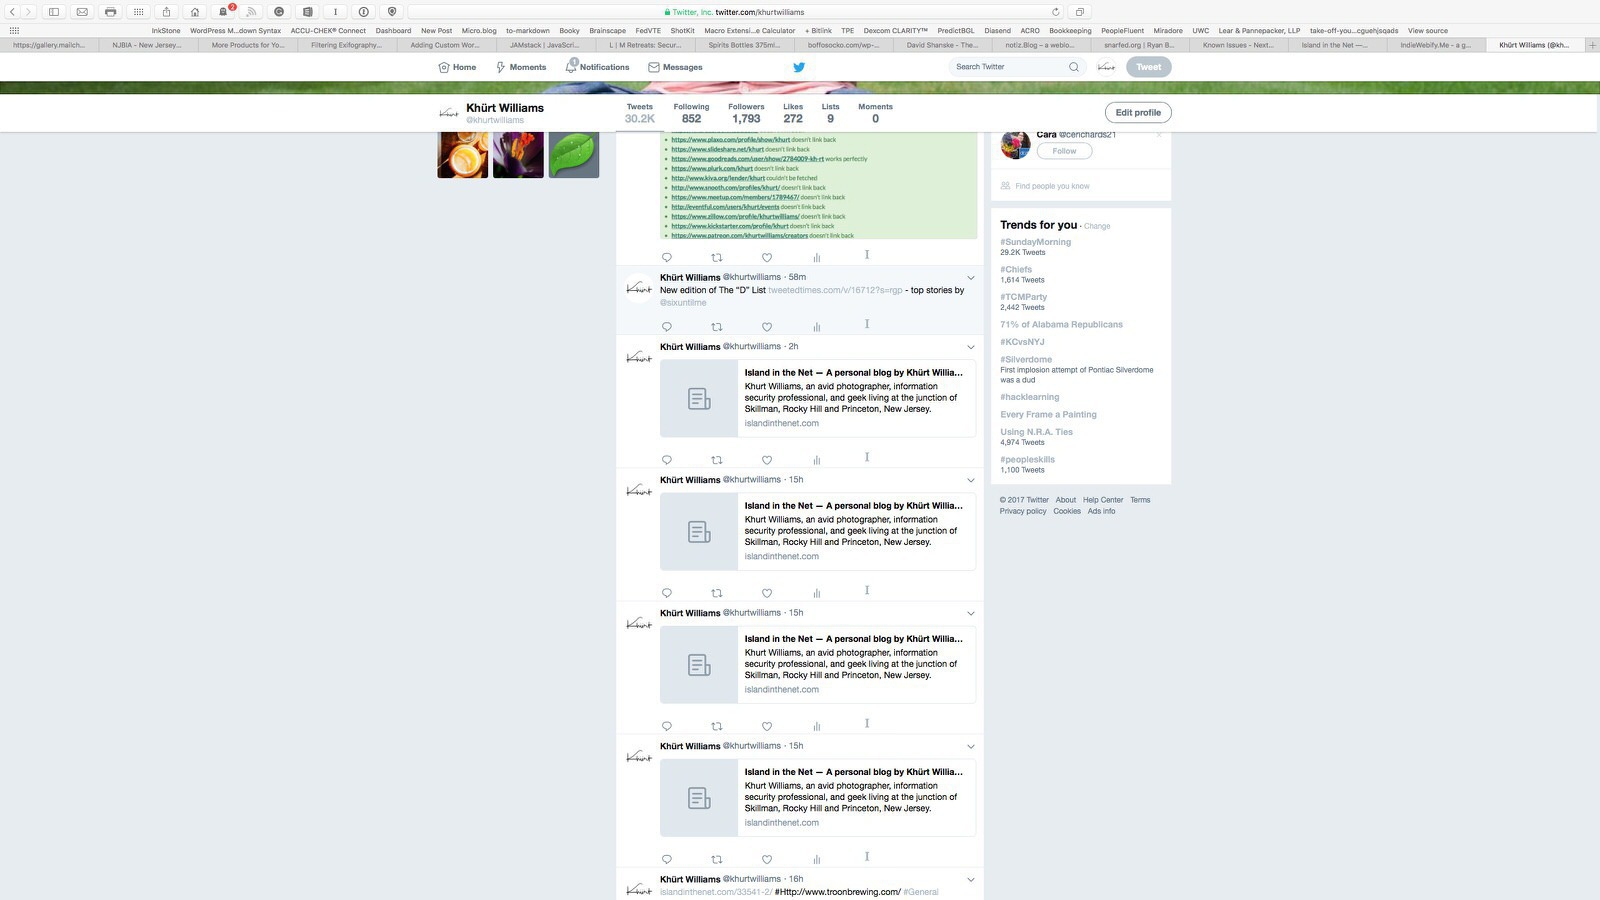 Twitter, Inc. twitter.com/khurtwilliams
InkStone WordPress M...down Syntax ACCU-CHEK® Connect Dashboard New Post Micro.blog to-markdown Booky Brainscape FedVTE ShotKit Macro Extensi...e Calculator + Bitlink TPE Dexcom CLARITY™ PredictBGL Diasend ACRO Bookkeeping PeopleFluent Miradore UWC Lear & Pannepacker, LLP take-off-you...cguehjsqads View source
https://gallery.mailch... NJBIA - New Jersey... More Products for Yo... Filtering Exifography... Adding Custom Wor... JAMstack | JavaScri... L | M Retreats: Secur... Spirits Bottles 375ml... boffosocko.com/wp-... David Shanske - The... notiz.Blog – a weblo... snarfed.org | Ryan B... Known Issues - Next... Island in the Net —... IndieWebify.Me - a g... Khürt Williams (@kh...
Home Moments 1 Notifications Messages Search Twitter Tweet
Khürt Williams
@khurtwilliams
Tweets Following Followers Likes Lists Moments
30.2K 852 1,793 272 9 0
Edit profile
https://www.plaxo.com/profile/show/khurt doesn't link back
https://www.slideshare.net/khurt doesn't link back
https://www.goodreads.com/user/show/2784009-kh-rt works perfectly
https://www.plurk.com/khurt doesn't link back
http://www.kiva.org/lender/khurt couldn't be fetched
http://www.snooth.com/profiles/khurt/ doesn't link back
https://www.meetup.com/members/1789467/ doesn't link back
http://eventful.com/users/khurt/events doesn't link back
https://www.zillow.com/profile/khurtwilliams/ doesn't link back
https://www.kickstarter.com/profile/khurt doesn't link back
https://www.patreon.com/khurtwilliams/creators doesn't link back
Khürt Williams @khurtwilliams · 58m
New edition of The "D" List tweetedtimes.com/v/16712?s=rgp - top stories by
@sixuntilme
Khürt Williams @khurtwilliams · 2h
Island in the Net — A personal blog by Khürt Willia...
Khurt Williams, an avid photographer, information
security professional, and geek living at the junction of
Skillman, Rocky Hill and Princeton, New Jersey.
islandinthenet.com
Khürt Williams @khurtwilliams · 15h
Island in the Net — A personal blog by Khürt Willia...
Khurt Williams, an avid photographer, information
security professional, and geek living at the junction of
Skillman, Rocky Hill and Princeton, New Jersey.
islandinthenet.com
Khürt Williams @khurtwilliams · 15h
Island in the Net — A personal blog by Khürt Willia...
Khurt Williams, an avid photographer, information
security professional, and geek living at the junction of
Skillman, Rocky Hill and Princeton, New Jersey.
islandinthenet.com
Khürt Williams @khurtwilliams · 15h
Island in the Net — A personal blog by Khürt Willia...
Khurt Williams, an avid photographer, information
security professional, and geek living at the junction of
Skillman, Rocky Hill and Princeton, New Jersey.
islandinthenet.com
Khürt Williams @khurtwilliams · 16h
islandinthenet.com/33541-2/ #Http://www.troonbrewing.com/ #General
Cara @cerichards21
Follow
Find people you know
Trends for you · Change
#SundayMorning
29.2K Tweets
#Chiefs
1,614 Tweets
#TCMParty
2,442 Tweets
71% of Alabama Republicans
#KCvsNYJ
#Silverdome
First implosion attempt of Pontiac Silverdome
was a dud
#hacklearning
Every Frame a Painting
Using N.R.A. Ties
4,974 Tweets
#peopleskills
1,100 Tweets
© 2017 Twitter About Help Center Terms
Privacy policy Cookies Ads info